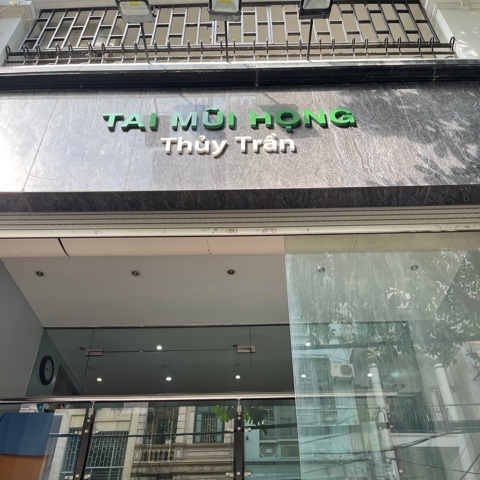 TAI MŨI HỌNG
Thủy Trần